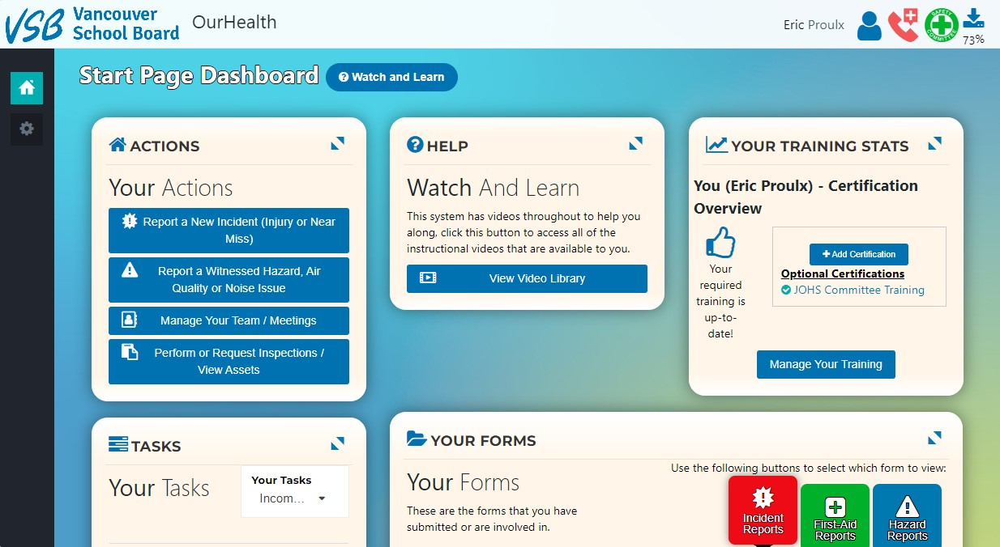 VSB Vancouver
School Board
OurHealth
Eric Proulx
SAFETY
COMMITTEE
73%
Start Page Dashboard
Watch and Learn
ACTIONS
Your Actions
Report a New Incident (Injury or Near
Miss)
Report a Witnessed Hazard, Air
Quality or Noise Issue
Manage Your Team / Meetings
Perform or Request Inspections /
View Assets
HELP
Watch And Learn
This system has videos throughout to help you
along, click this button to access all of the
instructional videos that are available to you.
View Video Library
YOUR TRAINING STATS
You (Eric Proulx) - Certification
Overview
Your
required
training is
up-to-
date!
Add Certification
Optional Certifications
JOHS Committee Training
Manage Your Training
TASKS
Your Tasks
Your Tasks
Incom...
YOUR FORMS
Your Forms
These are the forms that you have
submitted or are involved in.
Use the following buttons to select which form to view:
Incident
Reports
First-Aid
Reports
Hazard
Reports